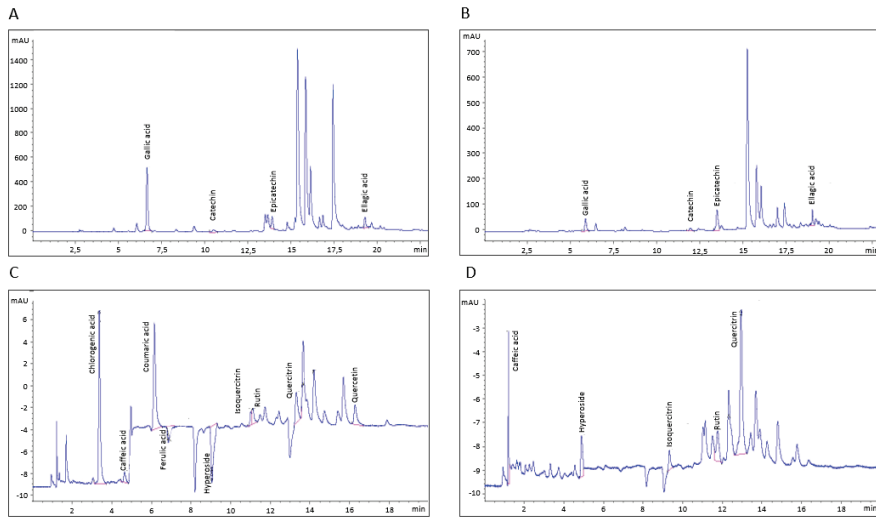 A
mAU
1400
1200
1000
800
600
400
200
0
Gallic acid
Catechin
Epicatechin
Ellagic acid
2,5
5
7,5
10
12,5
15
17,5
20
min
B
mAU
700
600
500
400
300
200
100
0
Gallic acid
Catechin
Epicatechin
Ellagic acid
2,5
5
7,5
10
12,5
15
17,5
20
min
C
mAU
6
4
2
0
-2
-4
-6
-8
-10
Chlorogenic acid
Caffeic acid
Coumaric acid
Ferulic acid
Hyperoside
Isoquercitrin
Rutin
Quercitrin
Quercetin
2
4
6
8
10
12
14
16
18
min
D
mAU
-3
-4
-5
-6
-7
-8
-9
-10
Caffeic acid
Hyperoside
Isoquercitrin
Rutin
Quercitrin
2
4
6
8
10
12
14
16
18
min